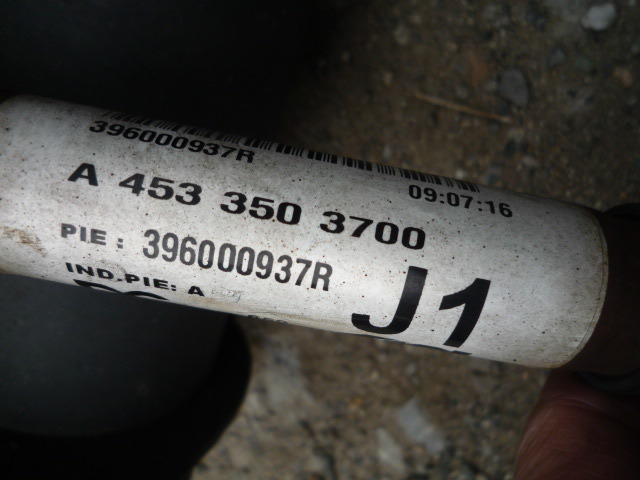 396000937R
09:07:16
A 453 350 3700
PIE : 396000937R
IND.PIE: A
J1